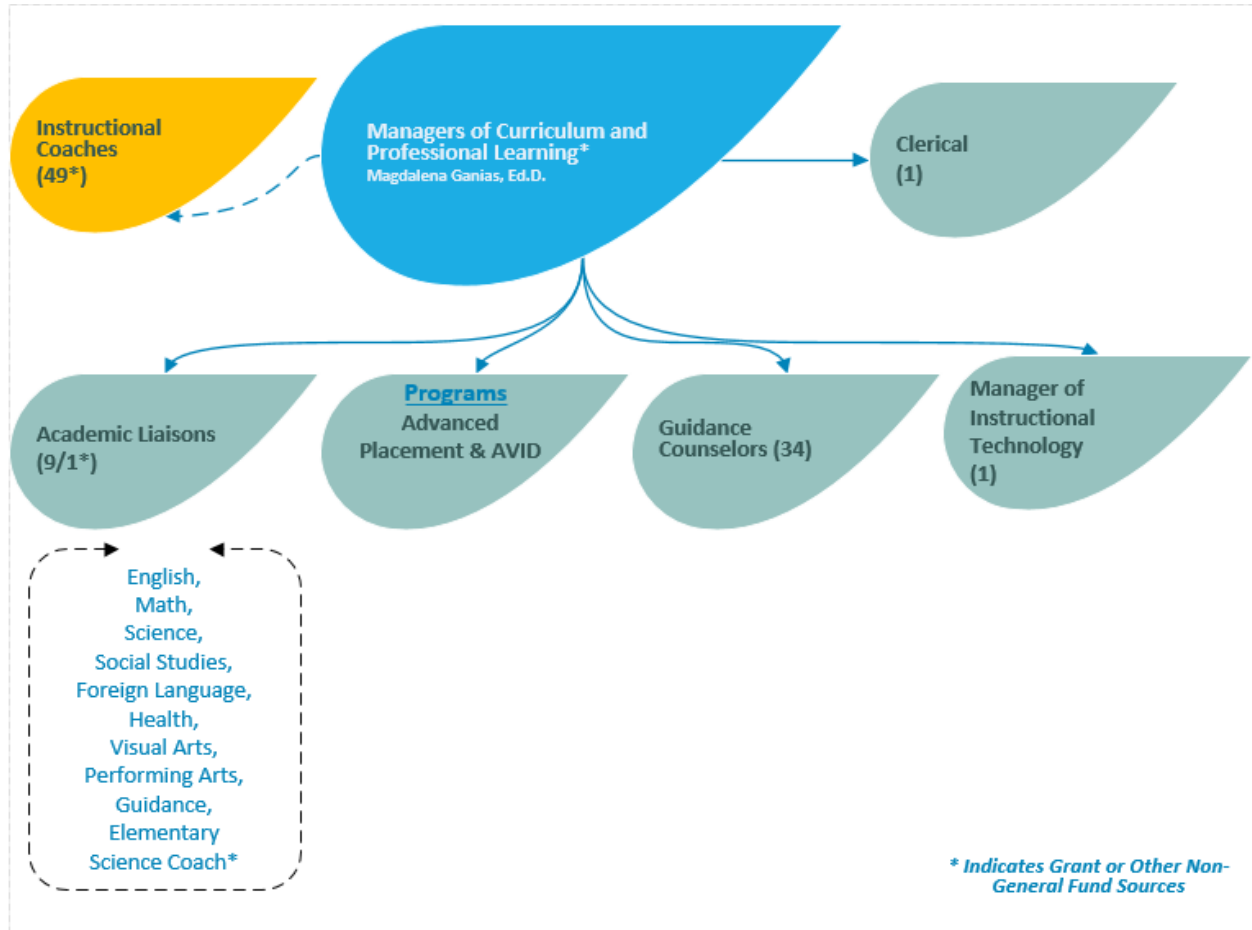 Instructional
Coaches
(49*)
Managers of Curriculum and
Professional Learning*
Magdalena Ganias, Ed.D.
Clerical
(1)
Academic Liaisons
(9/1*)
Programs
Advanced
Placement & AVID
Guidance
Counselors (34)
Manager of
Instructional
Technology
(1)
English,
Math,
Science,
Social Studies,
Foreign Language,
Health,
Visual Arts,
Performing Arts,
Guidance,
Elementary
Science Coach*
* Indicates Grant or Other Non-
General Fund Sources